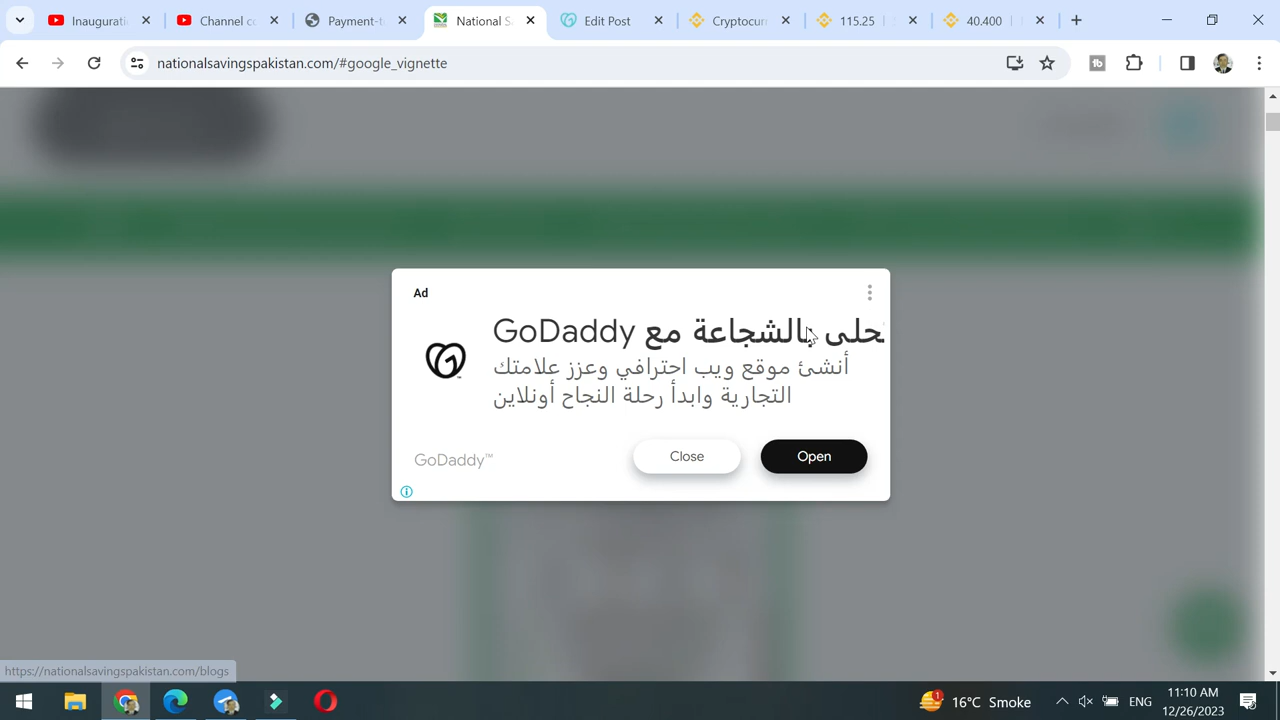 Inaugurati
Channel co
Payment-t
National S
Edit Post
Cryptocurr
115.25
40.400
nationalsavingspakistan.com/#google_vignette
Ad
حلى بالشجاعة مع GoDaddy
أنشئ موقع ويب احترافي وعزز علامتك
التجارية وابدأ رحلة النجاح أونلاين
GoDaddy™
Close
Open
https://nationalsavingspakistan.com/blogs
16°C Smoke
ENG
11:10 AM
12/26/2023